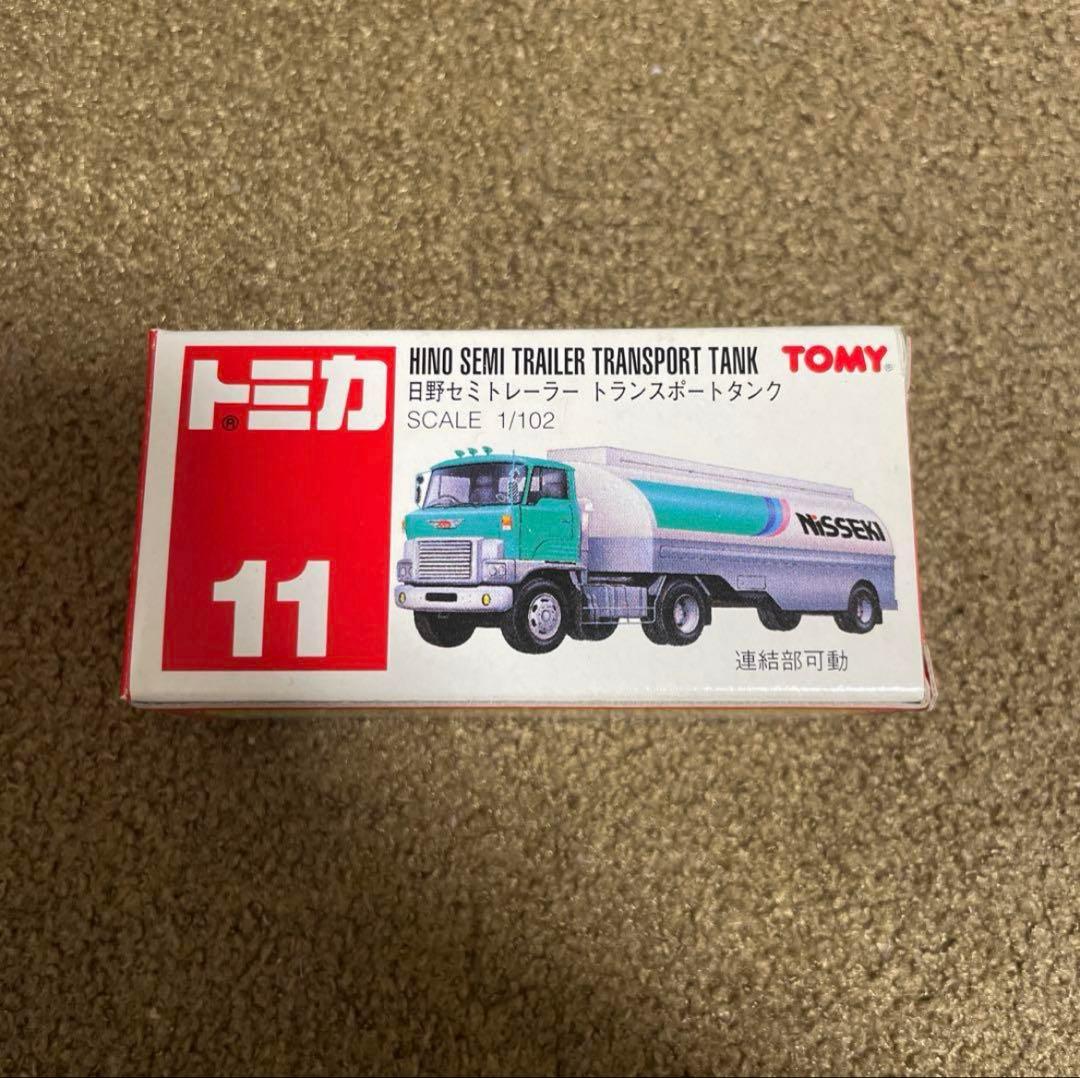 トミカ®
11
HINO SEMI TRAILER TRANSPORT TANK
TOMY®
日野セミトレーラー トランスポートタンク
SCALE 1/102
NISSEKI
連結部可動